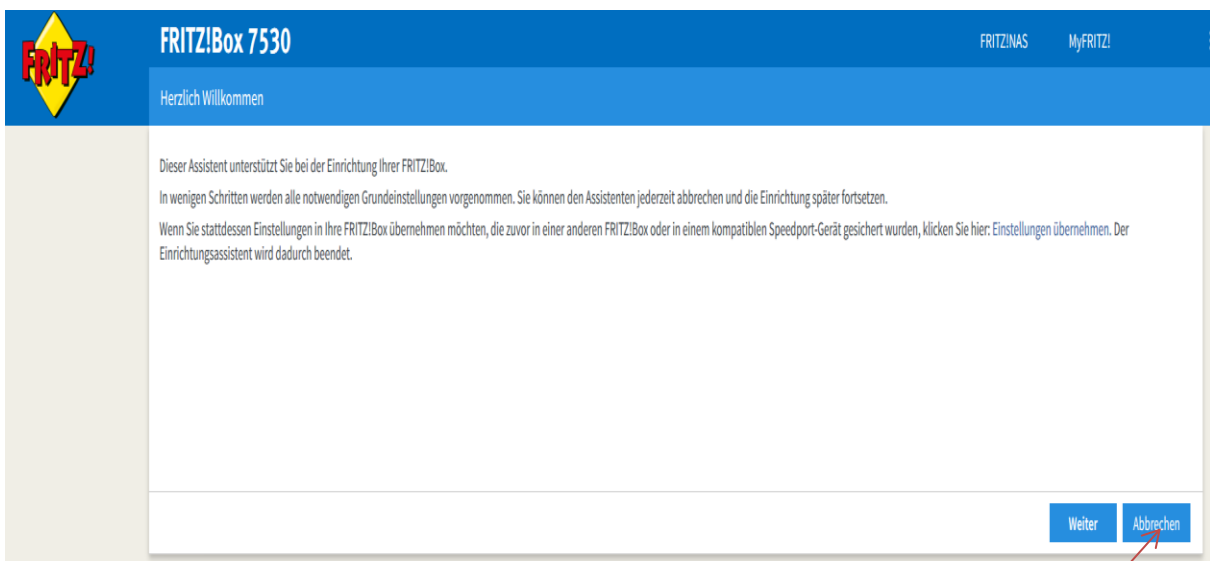 FRITZ!
FRITZ!Box 7530
FRITZ!NAS
MyFRITZ!
Herzlich Willkommen
Dieser Assistent unterstützt Sie bei der Einrichtung Ihrer FRITZ!Box.
In wenigen Schritten werden alle notwendigen Grundeinstellungen vorgenommen. Sie können den Assistenten jederzeit abbrechen und die Einrichtung später fortsetzen.
Wenn Sie stattdessen Einstellungen in Ihre FRITZ!Box übernehmen möchten, die zuvor in einer anderen FRITZ!Box oder in einem kompatiblen Speedport-Gerät gesichert wurden, klicken Sie hier: Einstellungen übernehmen. Der
Einrichtungsassistent wird dadurch beendet.
Weiter
Abbrechen